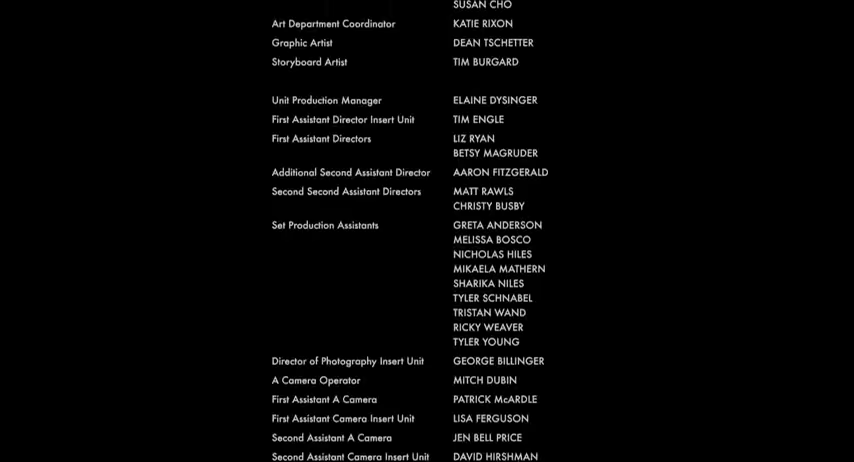 SUSAN CHO
Art Department Coordinator KATIE RIXON
Graphic Artist DEAN TSCHETTER
Storyboard Artist TIM BURGARD
Unit Production Manager ELAINE DYSINGER
First Assistant Director Insert Unit TIM ENGLE
First Assistant Directors LIZ RYAN
BETSY MAGRUDER
Additional Second Assistant Director AARON FITZGERALD
Second Second Assistant Directors MATT RAWLS
CHRISTY BUSBY
Set Production Assistants GRETA ANDERSON
MELISSA BOSCO
NICHOLAS HILES
MIKAELA MATHERN
SHARIKA NILES
TYLER SCHNABEL
TRISTAN WAND
RICKY WEAVER
TYLER YOUNG
Director of Photography Insert Unit GEORGE BILLINGER
A Camera Operator MITCH DUBIN
First Assistant A Camera PATRICK McARDLE
First Assistant Camera Insert Unit LISA FERGUSON
Second Assistant A Camera JEN BELL PRICE
Second Assistant Camera Insert Unit DAVID HIRSHMAN